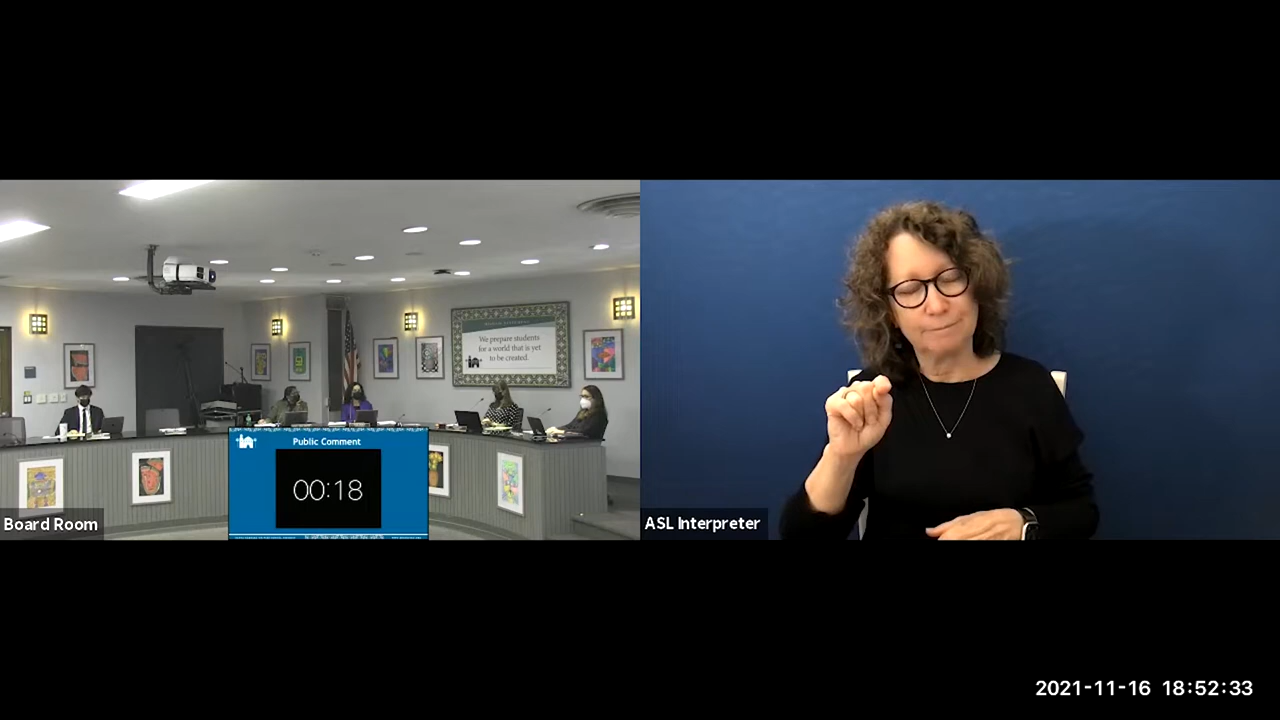 We prepare students
for a world that is yet
to be created.
Public Comment
00:18
Board Room
ASL Interpreter
2021-11-16 18:52:33